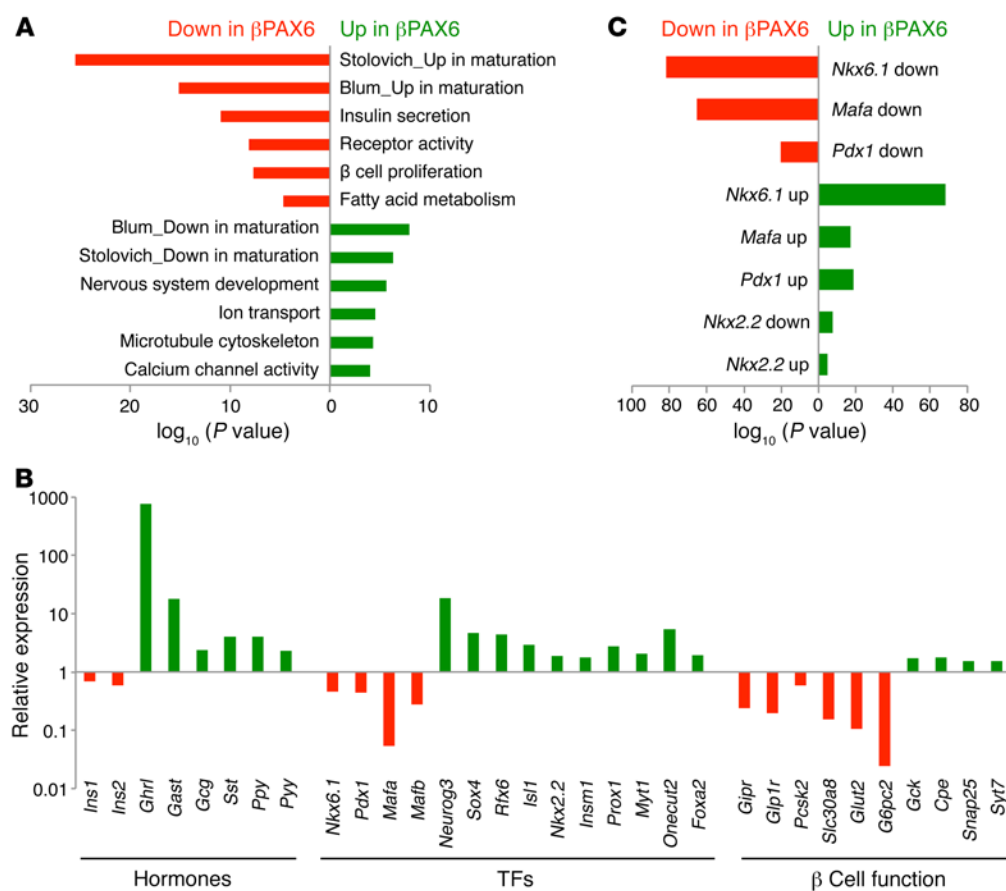 A
Down in βPAX6 Up in βPAX6
Stolovich_Up in maturation
Blum_Up in maturation
Insulin secretion
Receptor activity
β cell proliferation
Fatty acid metabolism
Blum_Down in maturation
Stolovich_Down in maturation
Nervous system development
Ion transport
Microtubule cytoskeleton
Calcium channel activity
30 20 10 0 10
log10 (P value)
C
Down in βPAX6 Up in βPAX6
Nkx6.1 down
Mafa down
Pdx1 down
Nkx6.1 up
Mafa up
Pdx1 up
Nkx2.2 down
Nkx2.2 up
100 80 60 40 20 0 20 40 60 80
log10 (P value)
B
Relative expression
1000
100
10
1
0.1
0.01
Ins1 Ins2 Ghrl Gast Gcg Sst Ppy Pyy Nkx6.1 Pdx1 Mafa Mafb Neurog3 Sox4 Rfx6 Isl1 Nkx2.2 Insm1 Prox1 Myt1 Onecut2 Foxa2 Gipr Glp1r Pcsk2 Slc30a8 Glut2 G6pc2 Gck Cpe Snap25 Syt7
Hormones TFs β Cell function